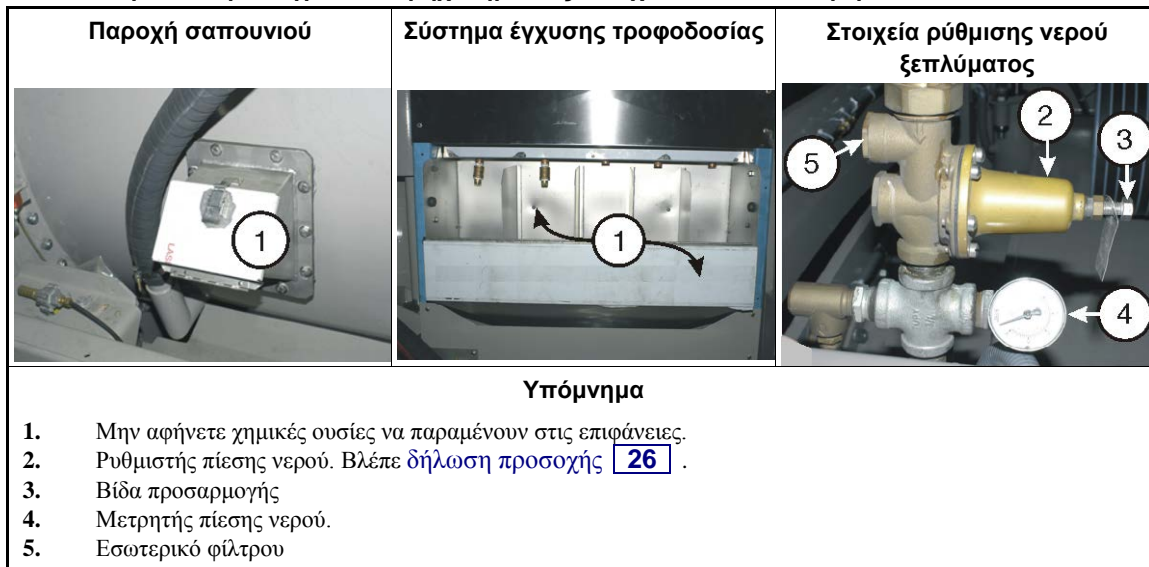 Παροχή σαπουνιού
Σύστημα έγχυσης τροφοδοσίας
Στοιχεία ρύθμισης νερού
ξεπλύματος
1
1
2
3
5
4
Υπόμνημα
1. Μην αφήνετε χημικές ουσίες να παραμένουν στις επιφάνειες.
2. Ρυθμιστής πίεσης νερού. Βλέπε δήλωση προσοχής 26 .
3. Βίδα προσαρμογής
4. Μετρητής πίεσης νερού.
5. Εσωτερικό φίλτρου